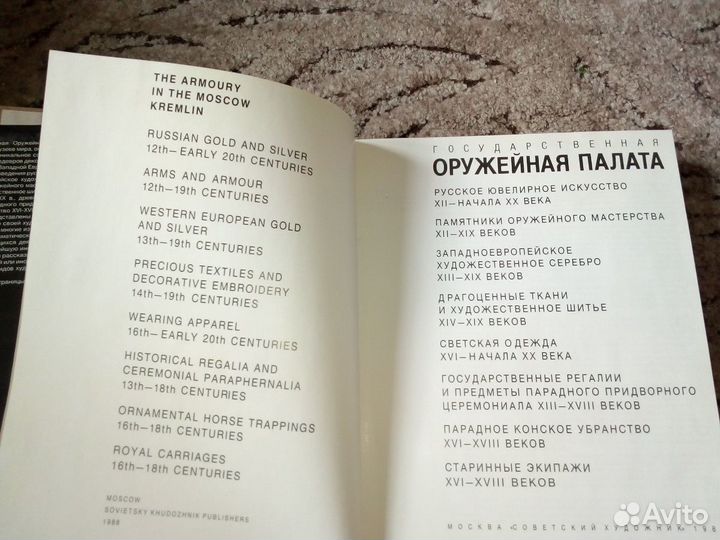 THE ARMOURY
IN THE MOSCOW
KREMLIN
RUSSIAN GOLD AND SILVER
12th—EARLY 20th CENTURIES
ARMS AND ARMOUR
12th—19th CENTURIES
WESTERN EUROPEAN GOLD
AND SILVER
13th—19th CENTURIES
PRECIOUS TEXTILES AND
DECORATIVE EMBROIDERY
14th—19th CENTURIES
WEARING APPAREL
16th—EARLY 20th CENTURIES
HISTORICAL REGALIA AND
CEREMONIAL PARAPHERNALIA
13th—18th CENTURIES
ORNAMENTAL HORSE TRAPPINGS
16th—18th CENTURIES
ROYAL CARRIAGES
16th—18th CENTURIES
MOSCOW
SOVIETSKY KHUDOZHNIK PUBLISHERS
1988
ГОСУДАРСТВЕННАЯ
ОРУЖЕЙНАЯ ПАЛАТА
РУССКОЕ ЮВЕЛИРНОЕ ИСКУССТВО
XII—НАЧАЛА XX ВЕКА
ПАМЯТНИКИ ОРУЖЕЙНОГО МАСТЕРСТВА
XII—XIX ВЕКОВ
ЗАПАДНОЕВРОПЕЙСКОЕ
ХУДОЖЕСТВЕННОЕ СЕРЕБРО
XIII—XIX ВЕКОВ
ДРАГОЦЕННЫЕ ТКАНИ
И ХУДОЖЕСТВЕННОЕ ШИТЬЕ
XIV—XIX ВЕКОВ
СВЕТСКАЯ ОДЕЖДА
XVI—НАЧАЛА XX ВЕКА
ГОСУДАРСТВЕННЫЕ РЕГАЛИИ
И ПРЕДМЕТЫ ПАРАДНОГО ПРИДВОРНОГО
ЦЕРЕМОНИАЛА XIII—XVIII ВЕКОВ
ПАРАДНОЕ КОНСКОЕ УБРАНСТВО
XVI—XVIII ВЕКОВ
СТАРИННЫЕ ЭКИПАЖИ
XVI—XVIII ВЕКОВ
МОСКВА «СОВЕТСКИЙ ХУДОЖНИК» 198
Avito